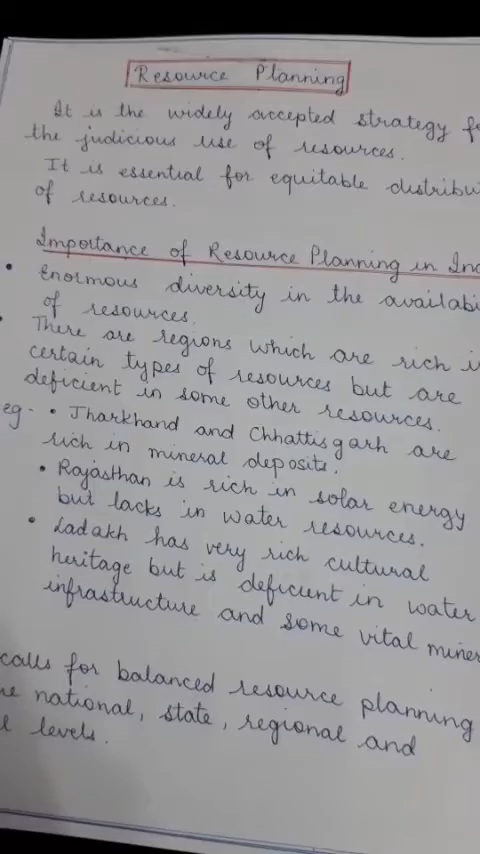 Resource Planning
It is the widely accepted strategy
the judicious use of resources.
It is essential for equitable
of resources.
Importance of Resource Planning in
• Enormous diversity in the
of resources.
• There are regions which are rich
certain types of resources but are
deficient in some other resources.
eg- • Jharkhand and Chhattisgarh are
rich in mineral deposits.
• Rajasthan is rich in solar energy
but lacks in water resources.
• Ladakh has very rich cultural
heritage but is deficient in water
infrastructure and some vital
calls for balanced resource planning
national, state, regional and
levels.